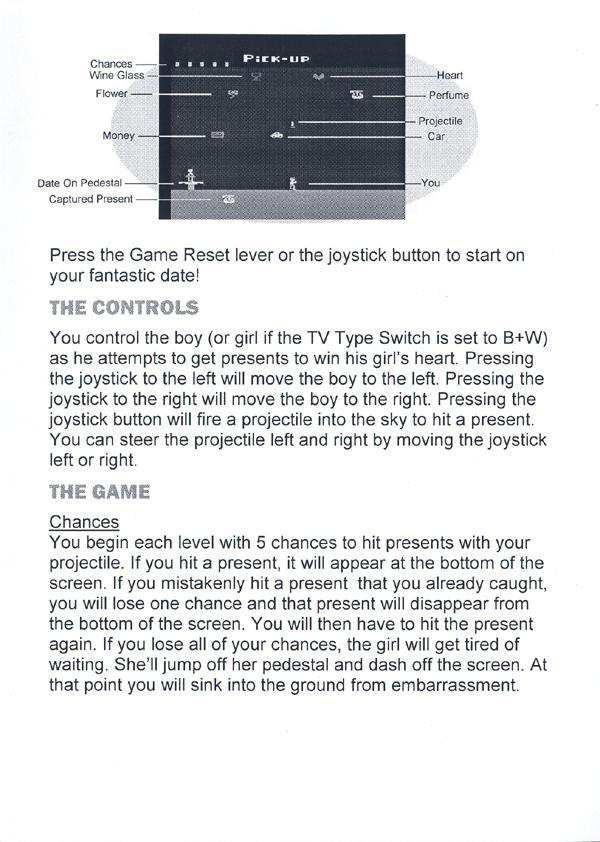 PICK-UP
Chances
Wine Glass
Heart
Flower
Perfume
Projectile
Money
Car
Date On Pedestal
You
Captured Present
Press the Game Reset lever or the joystick button to start on
your fantastic date!
THE CONTROLS
You control the boy (or girl if the TV Type Switch is set to B+W)
as he attempts to get presents to win his girl's heart. Pressing
the joystick to the left will move the boy to the left. Pressing the
joystick to the right will move the boy to the right. Pressing the
joystick button will fire a projectile into the sky to hit a present.
You can steer the projectile left and right by moving the joystick
left or right.
THE GAME
Chances
You begin each level with 5 chances to hit presents with your
projectile. If you hit a present, it will appear at the bottom of the
screen. If you mistakenly hit a present that you already caught,
you will lose one chance and that present will disappear from
the bottom of the screen. You will then have to hit the present
again. If you lose all of your chances, the girl will get tired of
waiting. She'll jump off her pedestal and dash off the screen. At
that point you will sink into the ground from embarrassment.